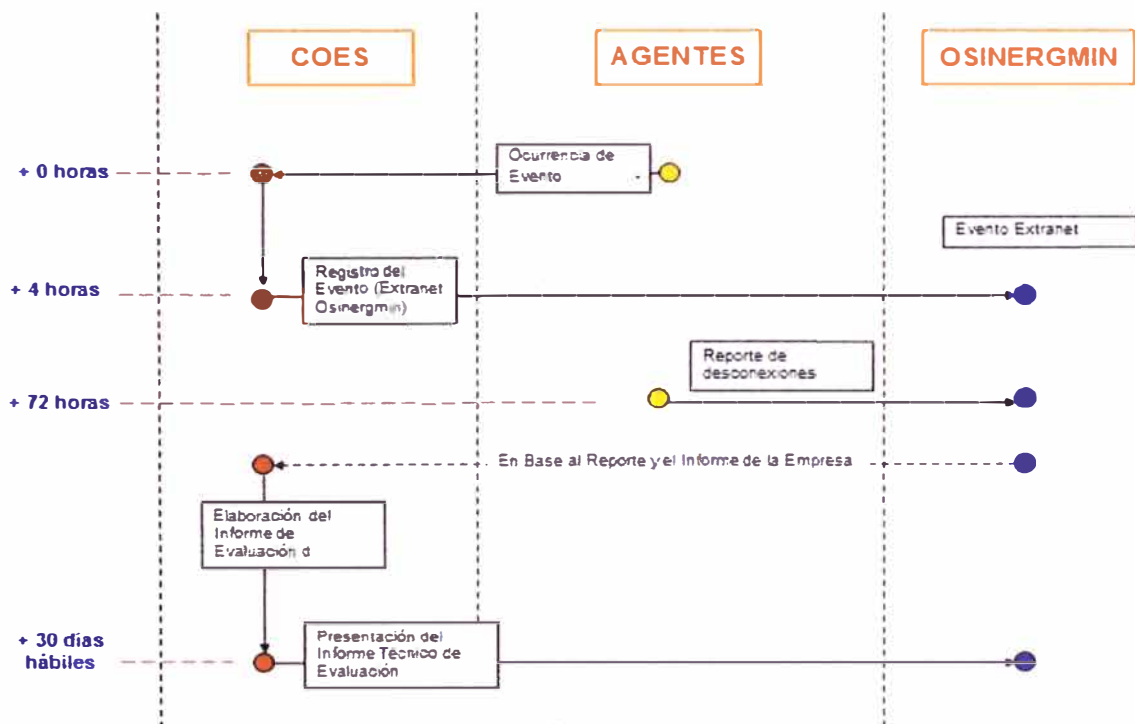 COES
AGENTES
OSINERGMIN
+ 0 horas
Ocurrencia de
Evento
Evento Extranet
+ 4 horas
Registro del
Evento (Extranet
Osinergmin)
Reporte de
desconexiones
+ 72 horas
En Base al Reporte y el Informe de la Empresa
Elaboración del
Informe de
Evaluación d
+ 30 días
hábiles
Presentación del
Informe Técnico de
Evaluación